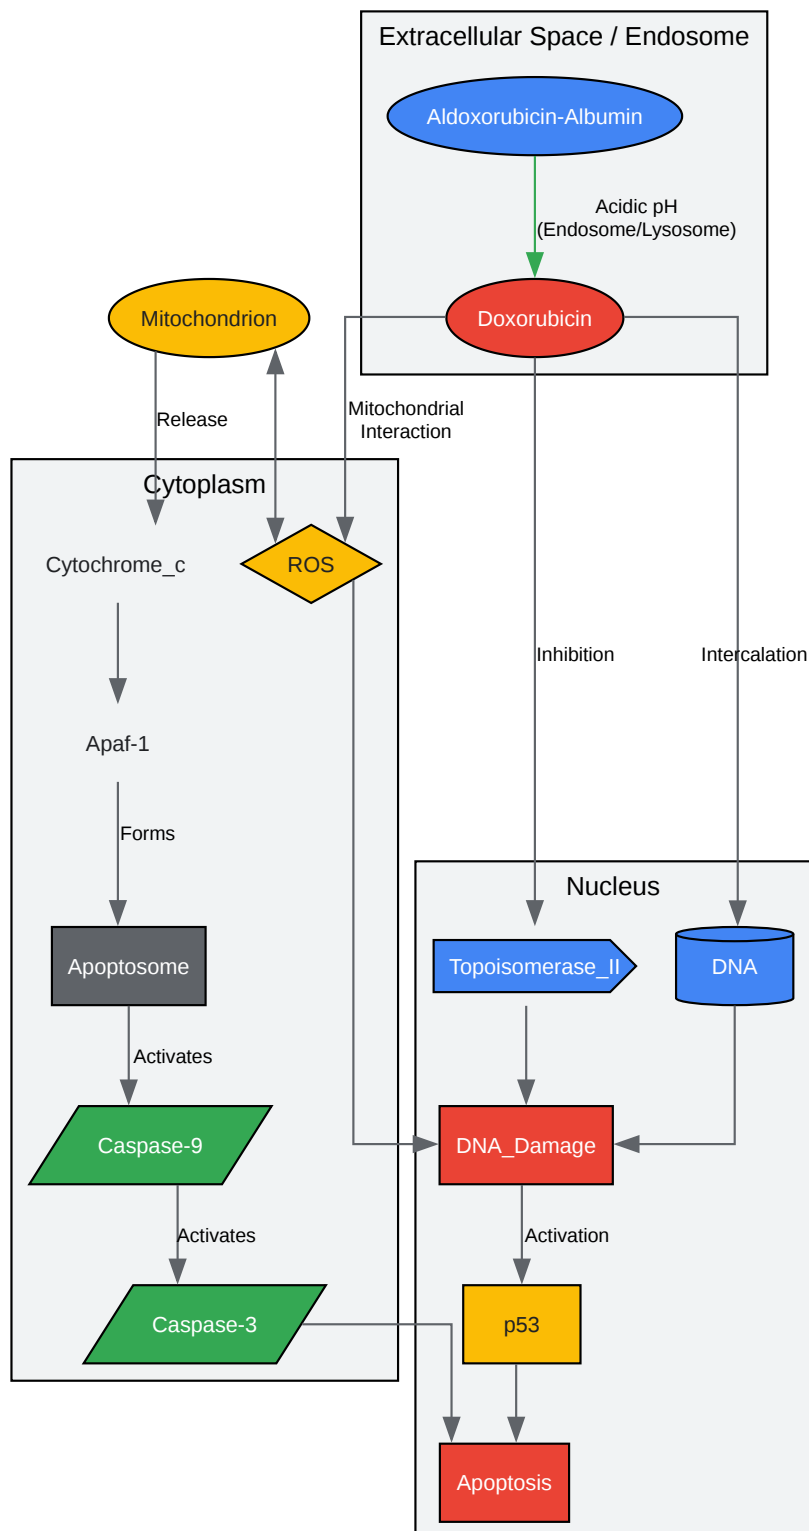 Extracellular Space / Endosome
Aldoxorubicin-Albumin
Acidic pH
(Endosome/Lysosome)
Mitochondrion
Doxorubicin
Release
Mitochondrial
Interaction
Cytoplasm
Cytochrome_c
ROS
Inhibition
Intercalation
Apaf-1
Forms
Nucleus
Apoptosome
Topoisomerase_II
DNA
Activates
Caspase-9
DNA_Damage
Activates
Activation
Caspase-3
p53
Apoptosis